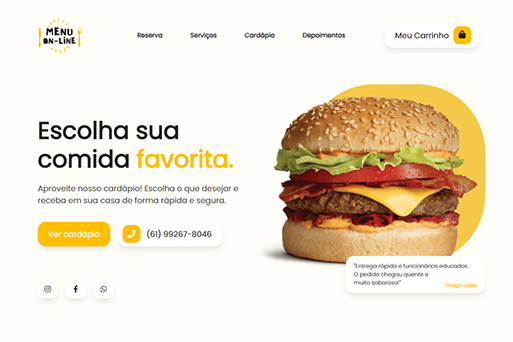 MENU
ON-LINE
Reserva
Serviços
Cardápio
Depoimentos
Meu Carrinho
Escolha sua
comida favorita.
Aproveite nosso cardápio! Escolha o que desejar e
receba em sua casa de forma rápida e segura.
Ver cardápio
(61) 99267-8046
"Entrega rápida e funcionários educados.
O pedido chegou quente e
muito saboroso!"
Thiago Lopes